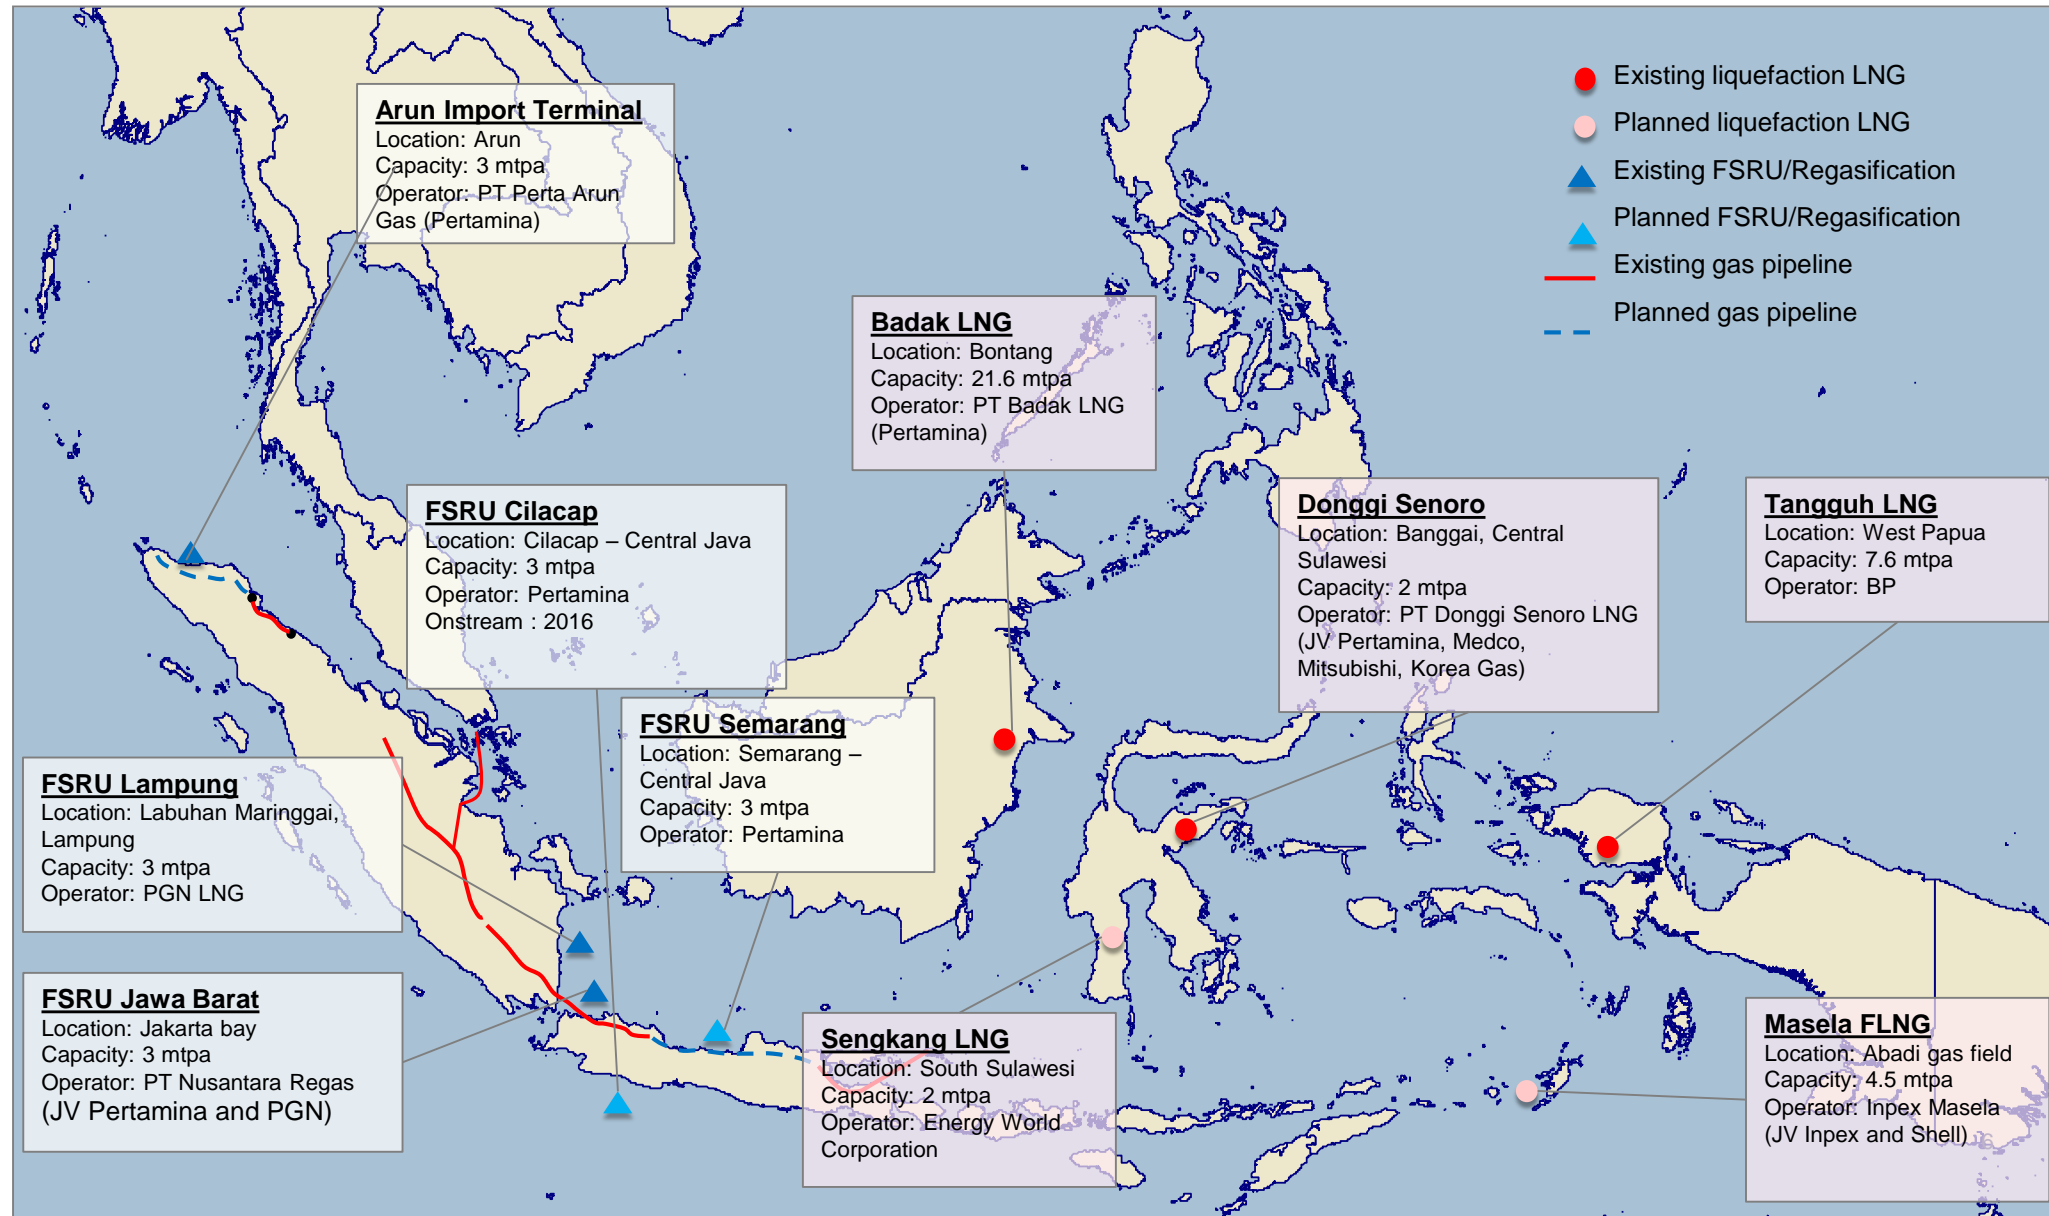 Arun Import Terminal
Location: Arun
Capacity: 3 mtpa
Operator: PT Perta Arun
Gas (Pertamina)
Existing liquefaction LNG
Planned liquefaction LNG
Existing FSRU/Regasification
Planned FSRU/Regasification
Existing gas pipeline
Planned gas pipeline
Badak LNG
Location: Bontang
Capacity: 21.6 mtpa
Operator: PT Badak LNG
(Pertamina)
FSRU Cilacap
Location: Cilacap – Central Java
Capacity: 3 mtpa
Operator: Pertamina
Onstream : 2016
Donggi Senoro
Location: Banggai, Central
Sulawesi
Capacity: 2 mtpa
Operator: PT Donggi Senoro LNG
(JV Pertamina, Medco,
Mitsubishi, Korea Gas)
Tangguh LNG
Location: West Papua
Capacity: 7.6 mtpa
Operator: BP
FSRU Semarang
Location: Semarang –
Central Java
Capacity: 3 mtpa
Operator: Pertamina
FSRU Lampung
Location: Labuhan Maringgai,
Lampung
Capacity: 3 mtpa
Operator: PGN LNG
FSRU Jawa Barat
Location: Jakarta bay
Capacity: 3 mtpa
Operator: PT Nusantara Regas
(JV Pertamina and PGN)
Sengkang LNG
Location: South Sulawesi
Capacity: 2 mtpa
Operator: Energy World
Corporation
Masela FLNG
Location: Abadi gas field
Capacity: 4.5 mtpa
Operator: Inpex Masela
(JV Inpex and Shell)